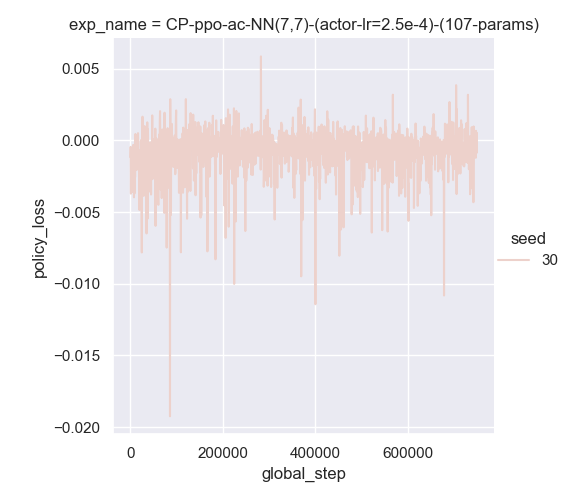 exp_name = CP-ppo-ac-NN(7,7)-(actor-lr=2.5e-4)-(107-params)
0.005
0.000
−0.005
−0.010
−0.015
−0.020
policy_loss
0
200000
400000
600000
global_step
seed
30